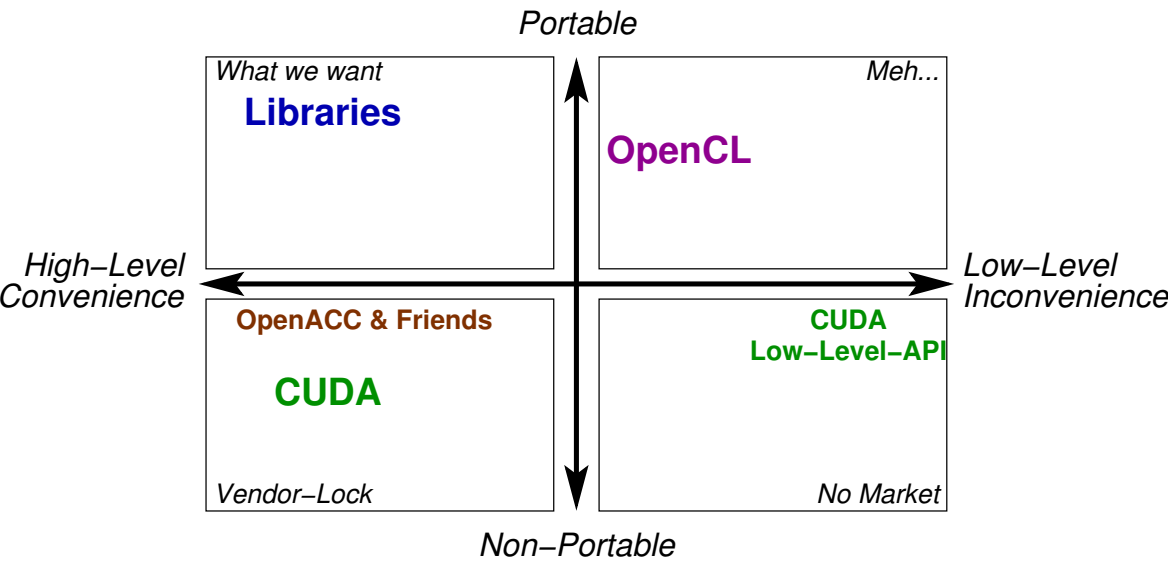 Portable
What we want
Libraries
Meh...
OpenCL
High−Level
Convenience
Low−Level
Inconvenience
OpenACC & Friends
CUDA
Vendor−Lock
CUDA
Low−Level−API
No Market
Non−Portable